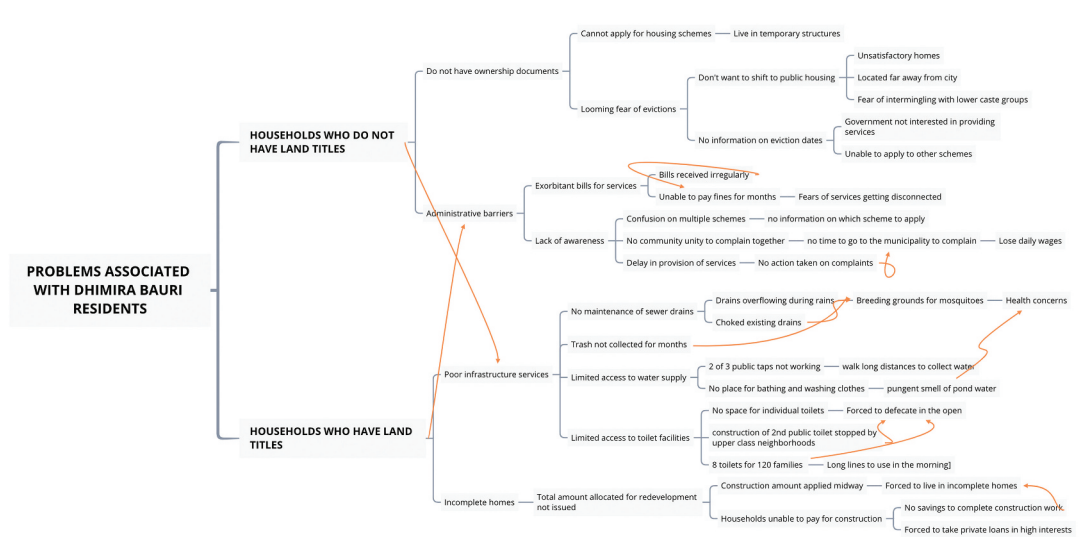 PROBLEMS ASSOCIATED
WITH DHIMIRA BAURI
RESIDENTS
HOUSEHOLDS WHO DO NOT
HAVE LAND TITLES
Do not have ownership documents
Cannot apply for housing schemes
Live in temporary structures
Looming fear of evictions
Don't want to shift to public housing
Unsatisfactory homes
Located far away from city
Fear of intermingling with lower caste groups
No information on eviction dates
Government not interested in providing
services
Unable to apply to other schemes
Administrative barriers
Exorbitant bills for services
Bills received irregularly
Unable to pay fines for months
Fears of services getting disconnected
Lack of awareness
Confusion on multiple schemes
no information on which scheme to apply
No community unity to complain together
no time to go to the municipality to complain
Lose daily wages
Delay in provision of services
No action taken on complaints
HOUSEHOLDS WHO HAVE LAND
TITLES
Poor infrastructure services
No maintenance of sewer drains
Drains overflowing during rains
Breeding grounds for mosquitoes
Health concerns
Choked existing drains
Trash not collected for months
Limited access to water supply
2 of 3 public taps not working
walk long distances to collect water
No place for bathing and washing clothes
pungent smell of pond water
Limited access to toilet facilities
No space for individual toilets
Forced to defecate in the open
construction of 2nd public toilet stopped by
upper class neighborhoods
8 toilets for 120 families
Long lines to use in the morning]
Incomplete homes
Total amount allocated for redevelopment
not issued
Construction amount applied midway
Forced to live in incomplete homes
Households unable to pay for construction
No savings to complete construction work
Forced to take private loans in high interests